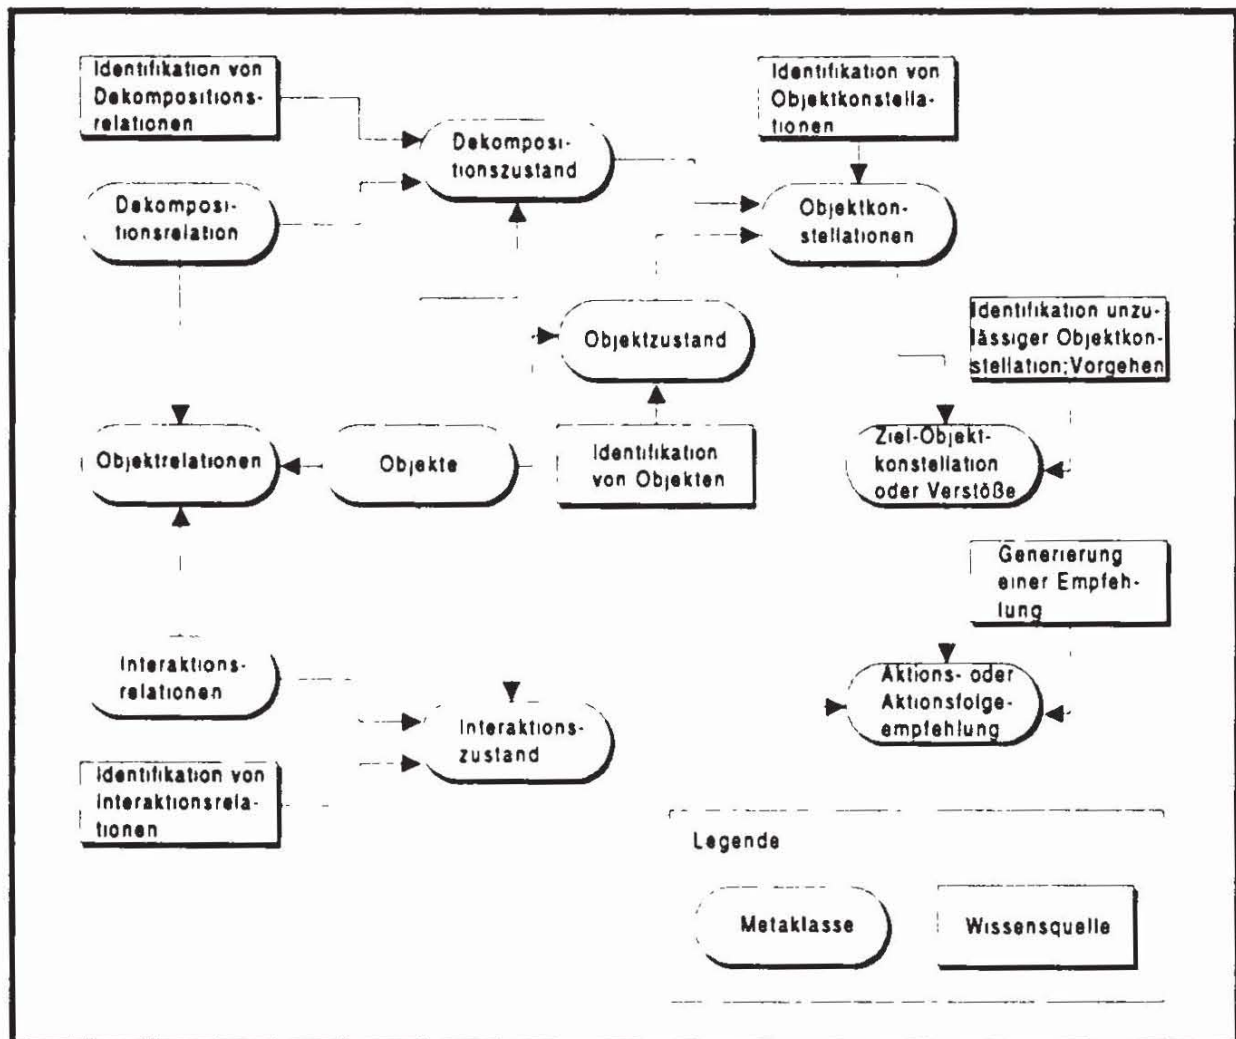 Identifikation von
Dekompositions-
relationen
Identifikation von
Objektkonstella-
tionen
Dekomposi-
tionszustand
Dekomposi-
tionsrelation
Objektkon-
stellationen
Identifikation unzu-
lässiger Objektkon-
stellation;Vorgehen
Objektzustand
Objektrelationen
Objekte
Identifikation
von Objekten
Ziel-Objekt-
konstellation
oder Verstöße
Generierung
einer Empfeh-
lung
Interaktions-
relationen
Interaktions-
zustand
Aktions- oder
Aktionsfolge-
empfehlung
Identifikation von
Interaktionsrela-
tionen
Legende
Metaklasse
Wissensquelle